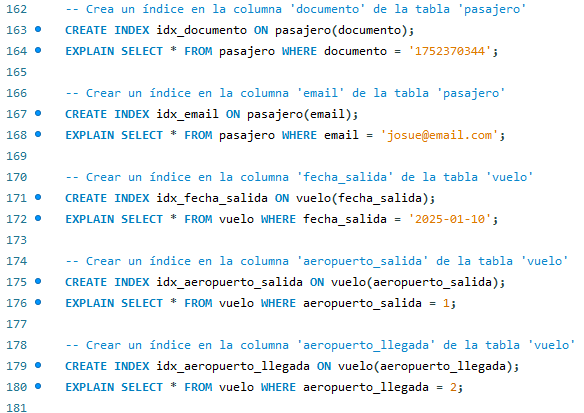 162 -- Crea un índice en la columna 'documento' de la tabla 'pasajero'
163 CREATE INDEX idx_documento ON pasajero(documento);
164 EXPLAIN SELECT * FROM pasajero WHERE documento = '1752370344';
165
166 -- Crear un índice en la columna 'email' de la tabla 'pasajero'
167 CREATE INDEX idx_email ON pasajero(email);
168 EXPLAIN SELECT * FROM pasajero WHERE email = 'josue@email.com';
169
170 -- Crear un índice en la columna 'fecha_salida' de la tabla 'vuelo'
171 CREATE INDEX idx_fecha_salida ON vuelo(fecha_salida);
172 EXPLAIN SELECT * FROM vuelo WHERE fecha_salida = '2025-01-10';
173
174 -- Crear un índice en la columna 'aeropuerto_salida' de la tabla 'vuelo'
175 CREATE INDEX idx_aeropuerto_salida ON vuelo(aeropuerto_salida);
176 EXPLAIN SELECT * FROM vuelo WHERE aeropuerto_salida = 1;
177
178 -- Crear un índice en la columna 'aeropuerto_llegada' de la tabla 'vuelo'
179 CREATE INDEX idx_aeropuerto_llegada ON vuelo(aeropuerto_llegada);
180 EXPLAIN SELECT * FROM vuelo WHERE aeropuerto_llegada = 2;
181